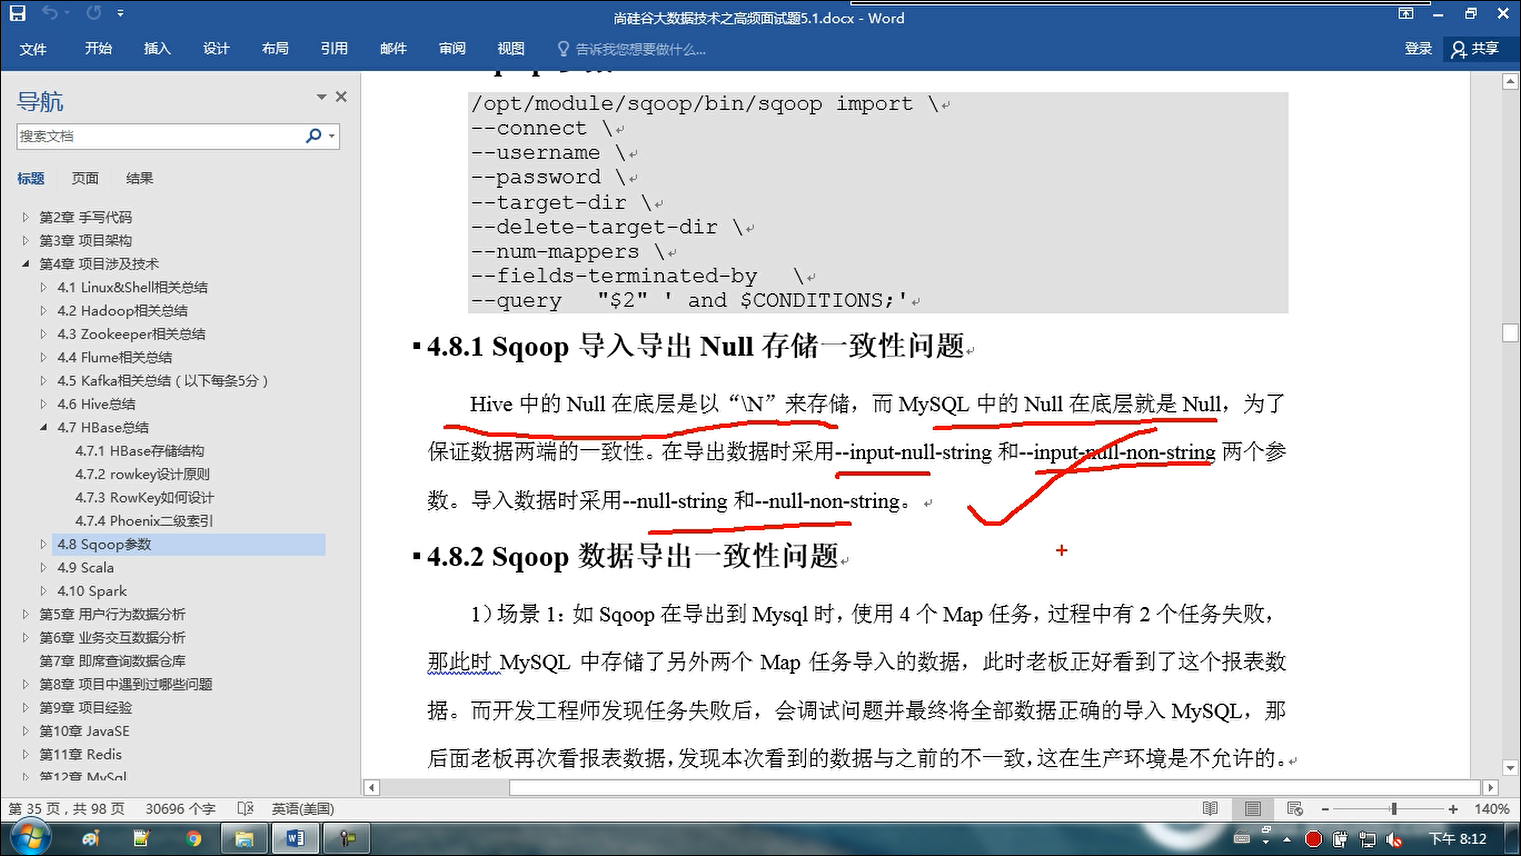 尚硅谷大数据技术之高频面试题5.1.docx - Word
文件 开始 插入 设计 布局 引用 邮件 审阅 视图 告诉我您想要做什么... 登录 共享
导航
搜索文档
标题 页面 结果
第2章 手写代码
第3章 项目架构
第4章 项目涉及技术
4.1 Linux&Shell相关总结
4.2 Hadoop相关总结
4.3 Zookeeper相关总结
4.4 Flume相关总结
4.5 Kafka相关总结（以下每条5分）
4.6 Hive总结
4.7 HBase总结
4.7.1 HBase存储结构
4.7.2 rowkey设计原则
4.7.3 RowKey如何设计
4.7.4 Phoenix二级索引
4.8 Sqoop参数
4.9 Scala
4.10 Spark
第5章 用户行为数据分析
第6章 业务交互数据分析
第7章 即席查询数据仓库
第8章 项目中遇到过哪些问题
第9章 项目经验
第10章 JavaSE
第11章 Redis
第12章 MySql
/opt/module/sqoop/bin/sqoop import \
--connect \
--username \
--password \
--target-dir \
--delete-target-dir \
--num-mappers \
--fields-terminated-by \
--query "$2" ' and $CONDITIONS;'
4.8.1 Sqoop 导入导出 Null 存储一致性问题
Hive 中的 Null 在底层是以“\N”来存储，而 MySQL 中的 Null 在底层就是 Null，为了
保证数据两端的一致性。在导出数据时采用--input-null-string 和--input-null-non-string 两个参
数。导入数据时采用--null-string 和--null-non-string。
4.8.2 Sqoop 数据导出一致性问题
1）场景 1：如 Sqoop 在导出到 Mysql 时，使用 4 个 Map 任务，过程中有 2 个任务失败，
那此时 MySQL 中存储了另外两个 Map 任务导入的数据，此时老板正好看到了这个报表数
据。而开发工程师发现任务失败后，会调试问题并最终将全部数据正确的导入 MySQL，那
后面老板再次看报表数据，发现本次看到的数据与之前的不一致，这在生产环境是不允许的。
第 35 页，共 98 页 30696 个字 英语(美国) 140%
下午 8:12